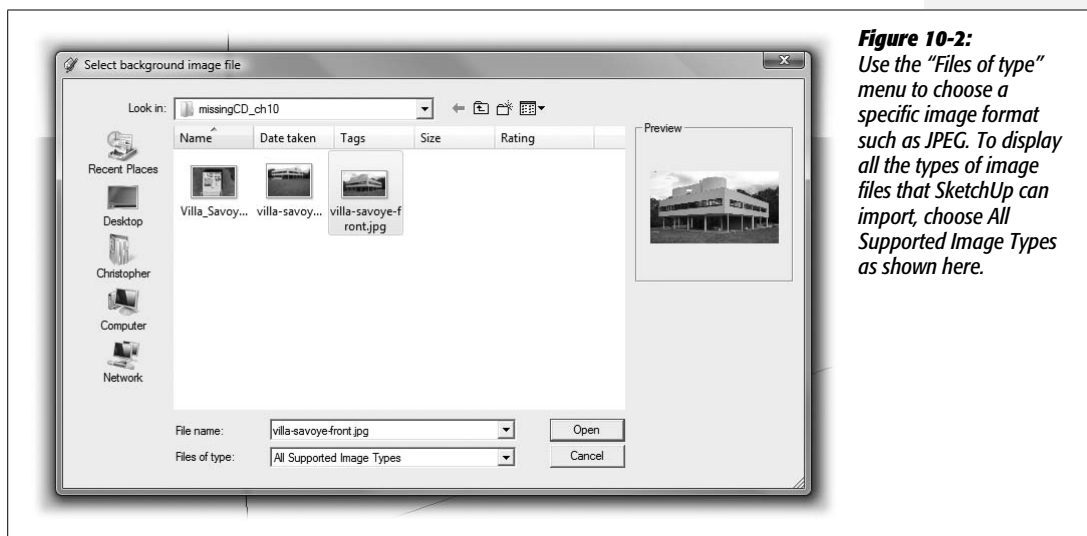 Select background image file
Look in:
missingCD_ch10
Recent Places
Desktop
Christopher
Computer
Network
Name
Date taken
Tags
Size
Rating
Villa_Savoy...
villa-savoy...
villa-savoye-f
ront.jpg
Preview
File name:
villa-savoye-front.jpg
Open
Files of type:
All Supported Image Types
Cancel
Figure 10-2:
Use the “Files of type”
menu to choose a
specific image format
such as JPEG. To display
all the types of image
files that SketchUp can
import, choose All
Supported Image Types
as shown here.